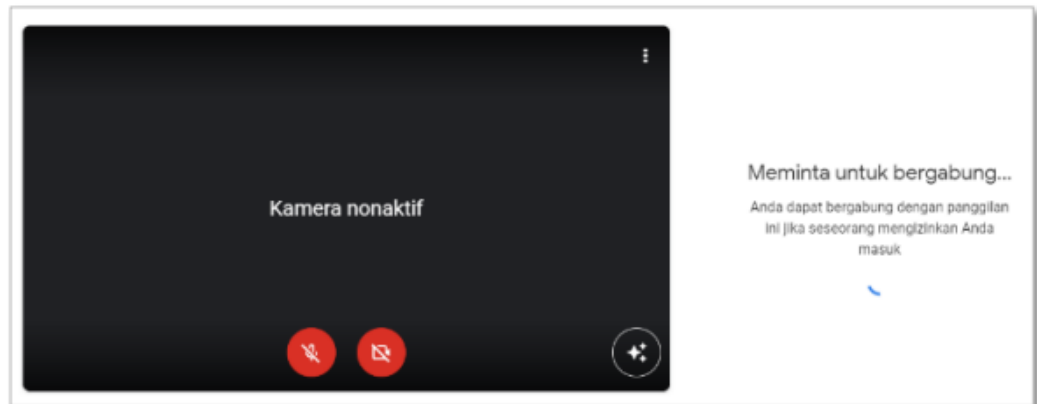 Kamera nonaktif
Meminta untuk bergabung...
Anda dapat bergabung dengan panggilan
ini jika seseorang mengizinkan Anda
masuk